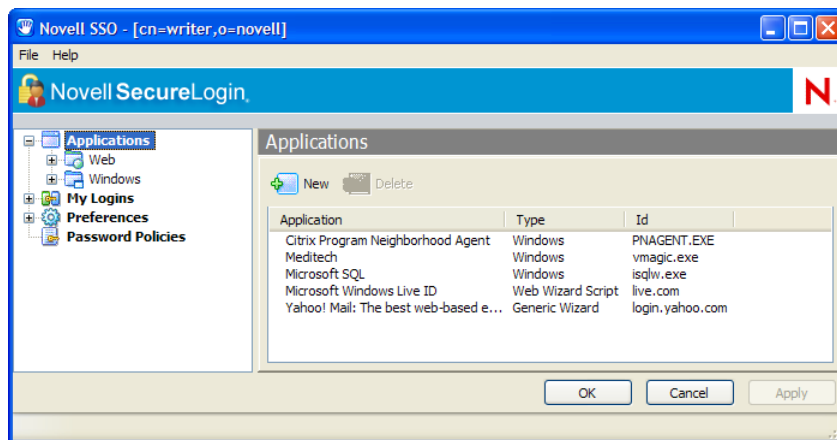 Novell SSO - [cn=writer,o=novell]
File Help
Novell SecureLogin.
N.
Applications
Web
Windows
My Logins
Preferences
Password Policies
Applications
New Delete
Application Type Id
Citrix Program Neighborhood Agent Windows PNAGENT.EXE
Meditech Windows vmagic.exe
Microsoft SQL Windows isqlw.exe
Microsoft Windows Live ID Web Wizard Script live.com
Yahoo! Mail: The best web-based e... Generic Wizard login.yahoo.com
OK Cancel Apply